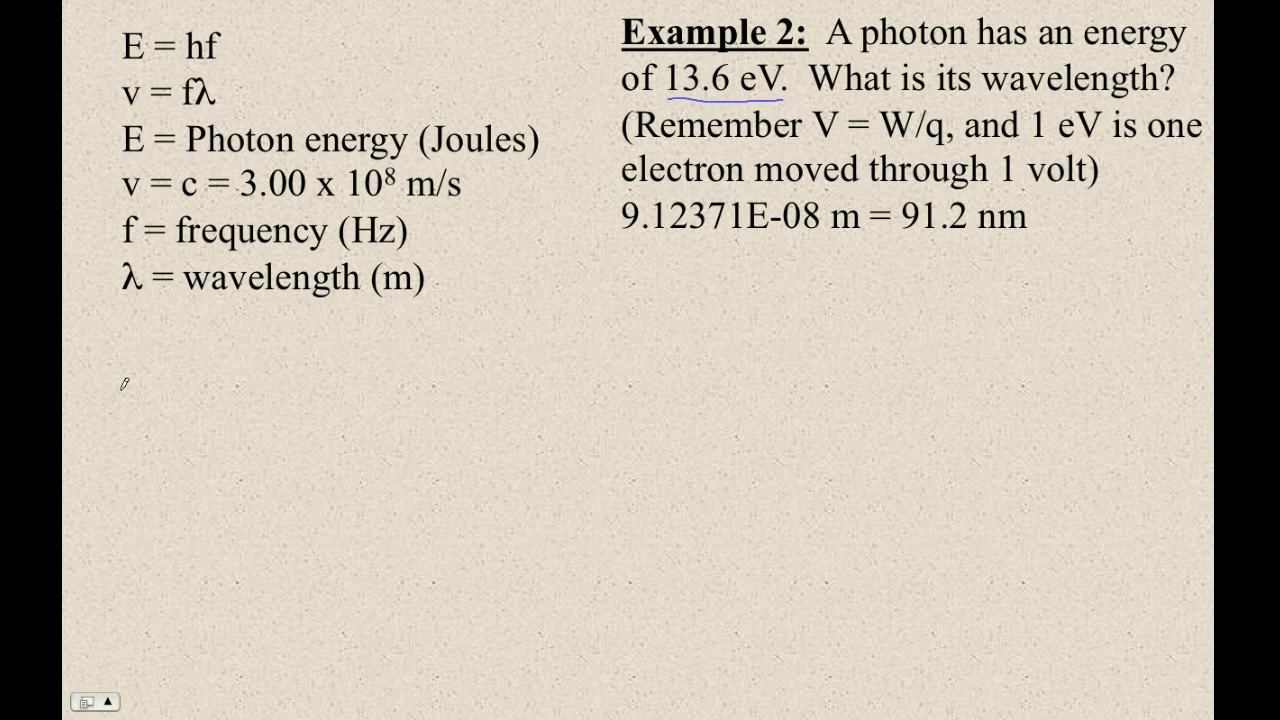 E = hf
v = fλ
E = Photon energy (Joules)
v = c = 3.00 x 10⁸ m/s
f = frequency (Hz)
λ = wavelength (m)
Example 2: A photon has an energy
of 13.6 eV. What is its wavelength?
(Remember V = W/q, and 1 eV is one
electron moved through 1 volt)
9.12371E-08 m = 91.2 nm